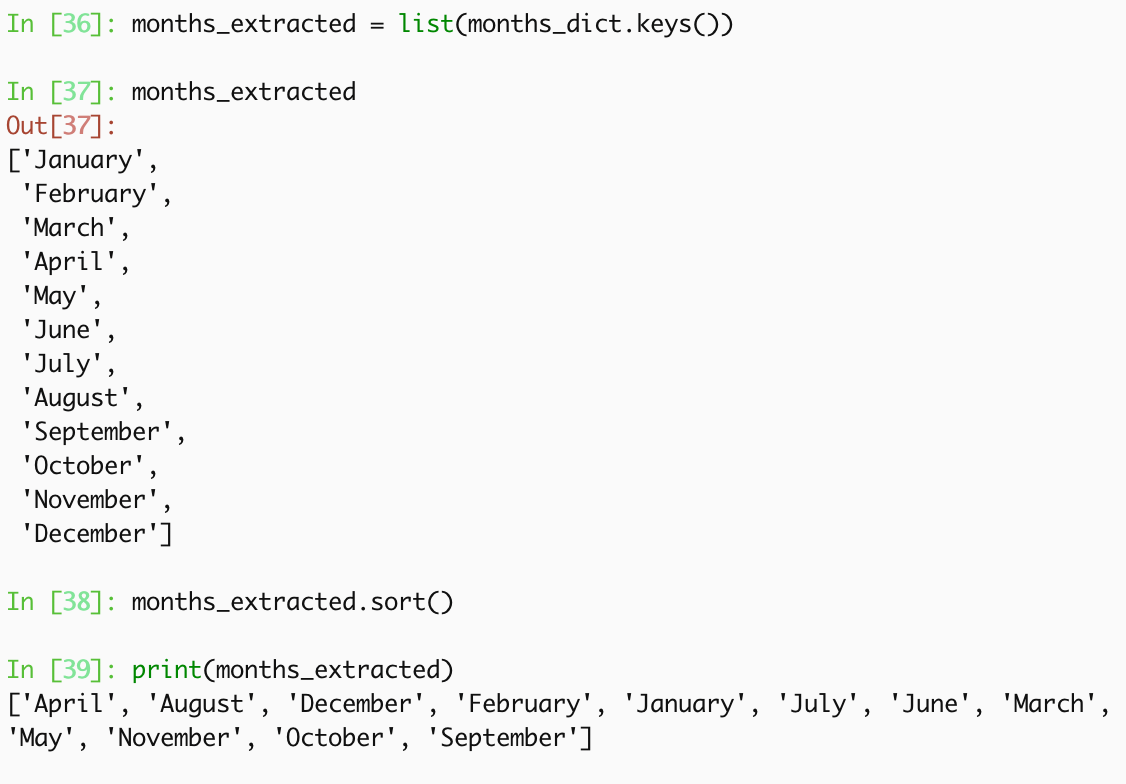 In [36]: months_extracted = list(months_dict.keys())
In [37]: months_extracted
Out[37]:
['January',
 'February',
 'March',
 'April',
 'May',
 'June',
 'July',
 'August',
 'September',
 'October',
 'November',
 'December']
In [38]: months_extracted.sort()
In [39]: print(months_extracted)
['April', 'August', 'December', 'February', 'January', 'July', 'June', 'March',
'May', 'November', 'October', 'September']